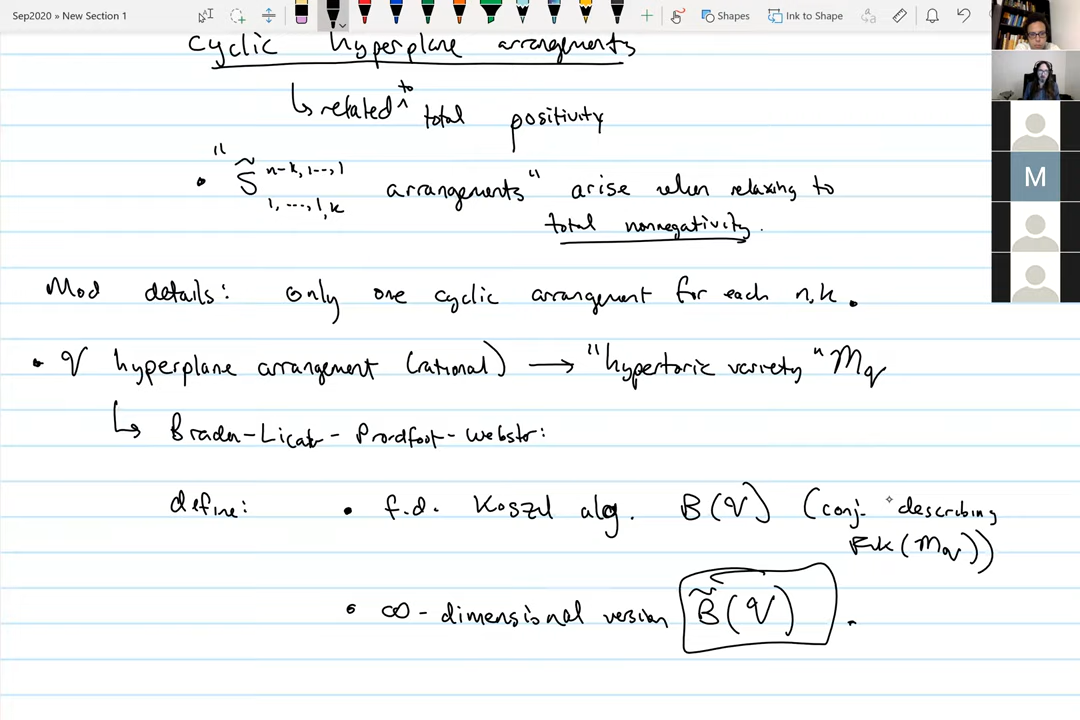 Sep2020 » New Section 1
Shapes
Ink to Shape
cyclic hyperplane arrangements
↳ related ^to total positivity
• "S̃^{n-k,1…,1}_{1,…,1,k} arrangements" arise when relaxing to
total nonnegativity.
Mod details: only one cyclic arrangement for each n,k.
• V hyperplane arrangement (rational) → "hypertoric variety" M_V
↳ Braden-Licata-Proudfoot-Webster:
define: • f.d. Koszul alg. B(V) (conj. describing
Fuk(M_V))
• ∞-dimensional version B̃(V).
M